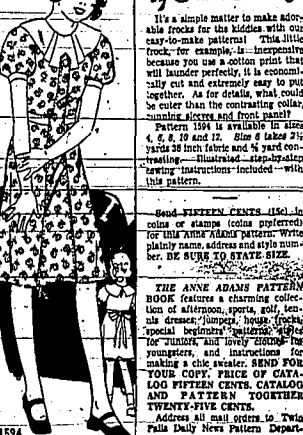 It's a simple matter to make ador-
able frocks for the kiddies with our
easy-to-make patterns! This little
frock, for example, is inexpensive
because you use a cotton print that
will launder perfectly, it is economi-
cally cut and extremely easy to put
together. As for details, what could
be cuter than the contrasting collar,
cunning sleeves and front panel?
Pattern 1594 is available in sizes
4, 6, 8, 10 and 12. Size 6 takes 2½
yards 36 inch fabric and ⅜ yard con-
trasting. Illustrated step-by-step
sewing instructions included with
this pattern.
Send FIFTEEN CENTS (15c) in
coins or stamps (coins preferred)
for this Anne Adams pattern. Write
plainly name, address and style num-
ber. BE SURE TO STATE SIZE.
THE ANNE ADAMS PATTERN
BOOK features a charming collec-
tion of afternoon, sports, golf, ten-
nis dresses, jumpers, house frocks,
special beginners' patterns, styles
for Juniors, and lovely clothes for
youngsters, and instructions for
making a chic sweater. SEND FOR
YOUR COPY. PRICE OF CATA-
LOG FIFTEEN CENTS. CATALOG
AND PATTERN TOGETHER
TWENTY-FIVE CENTS.
Address all mail orders to Twin
Falls Daily News Pattern Depart-
1594